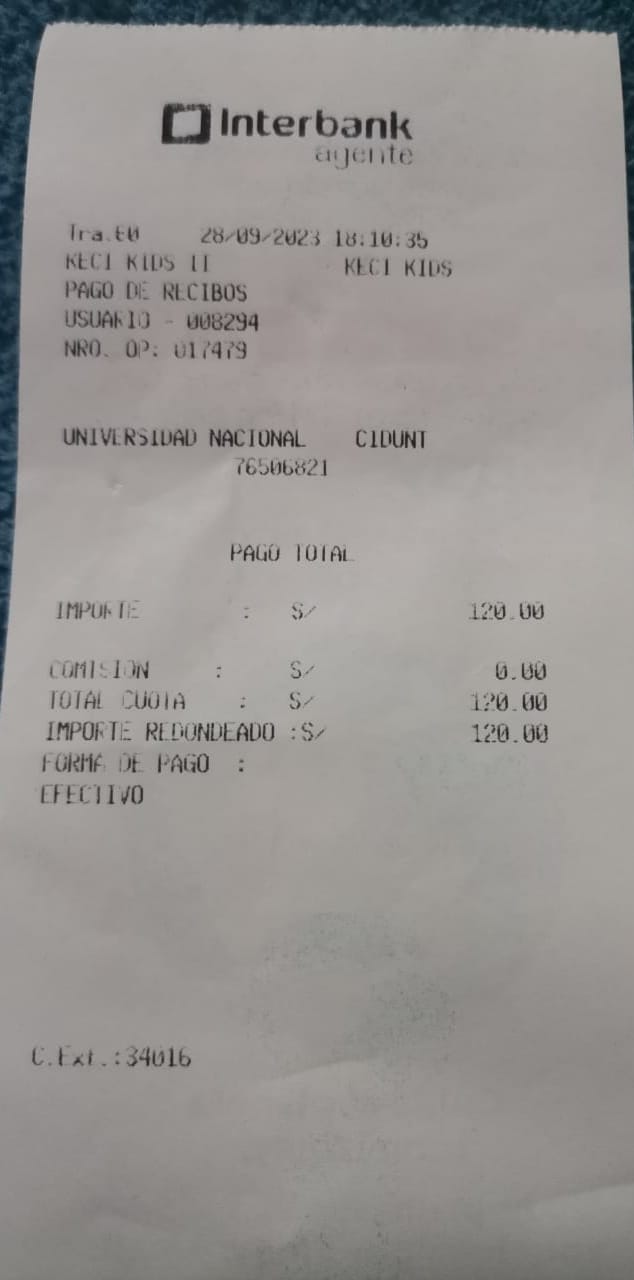 Interbank
agente
Tra.E0 28/09/2023 18:10:35
KECI KIDS II KECI KIDS
PAGO DE RECIBOS
USUARIO - 008294
NRO. OP: 017479
UNIVERSIDAD NACIONAL CIDUNT
76506821
PAGO TOTAL
IMPORTE : S/ 120.00
COMISION : S/ 0.00
TOTAL CUOTA : S/ 120.00
IMPORTE REDONDEADO :S/ 120.00
FORMA DE PAGO :
EFECTIVO
C.Ext.:34016